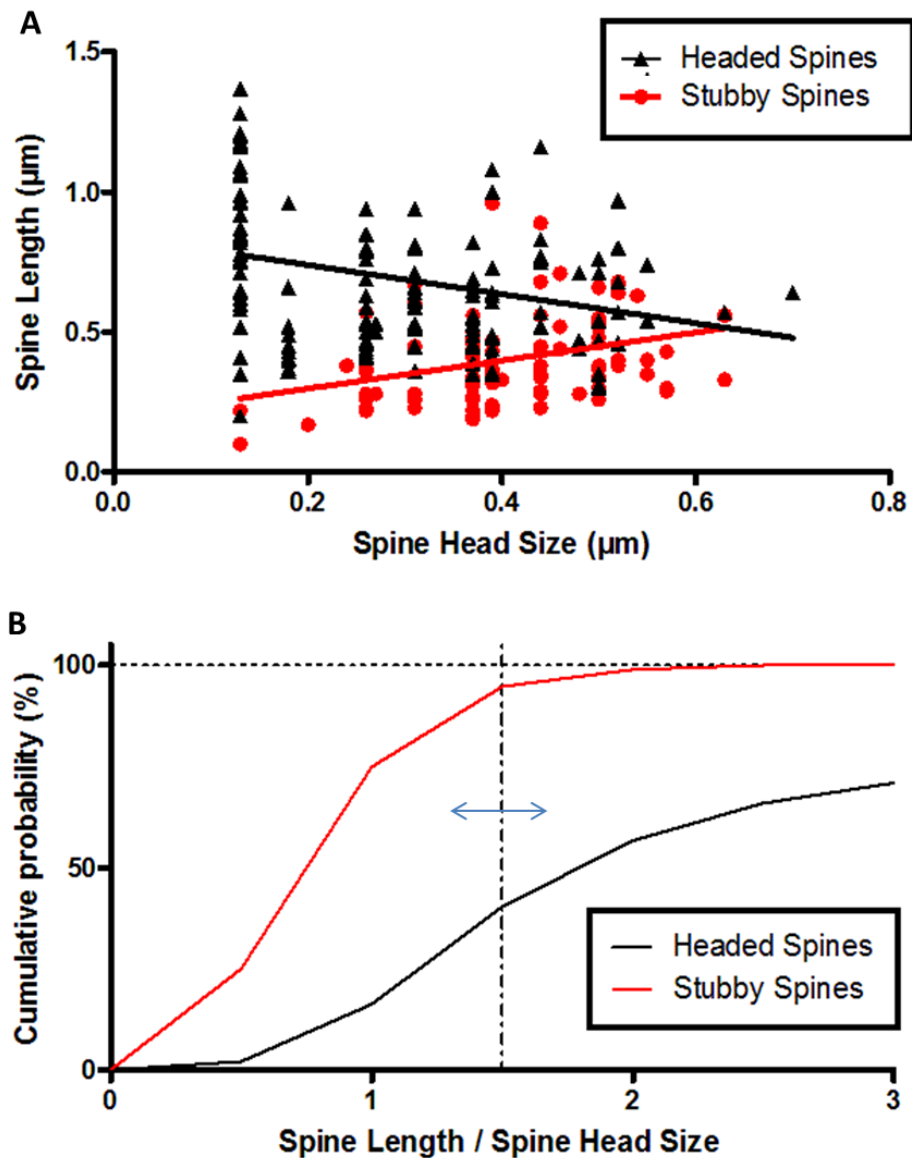 A
Headed Spines
Stubby Spines
Spine Length (µm)
1.5
1.0
0.5
0.0
0.0 0.2 0.4 0.6 0.8
Spine Head Size (µm)
B
Cumulative probability (%)
100
50
0
Headed Spines
Stubby Spines
0 1 2 3
Spine Length / Spine Head Size